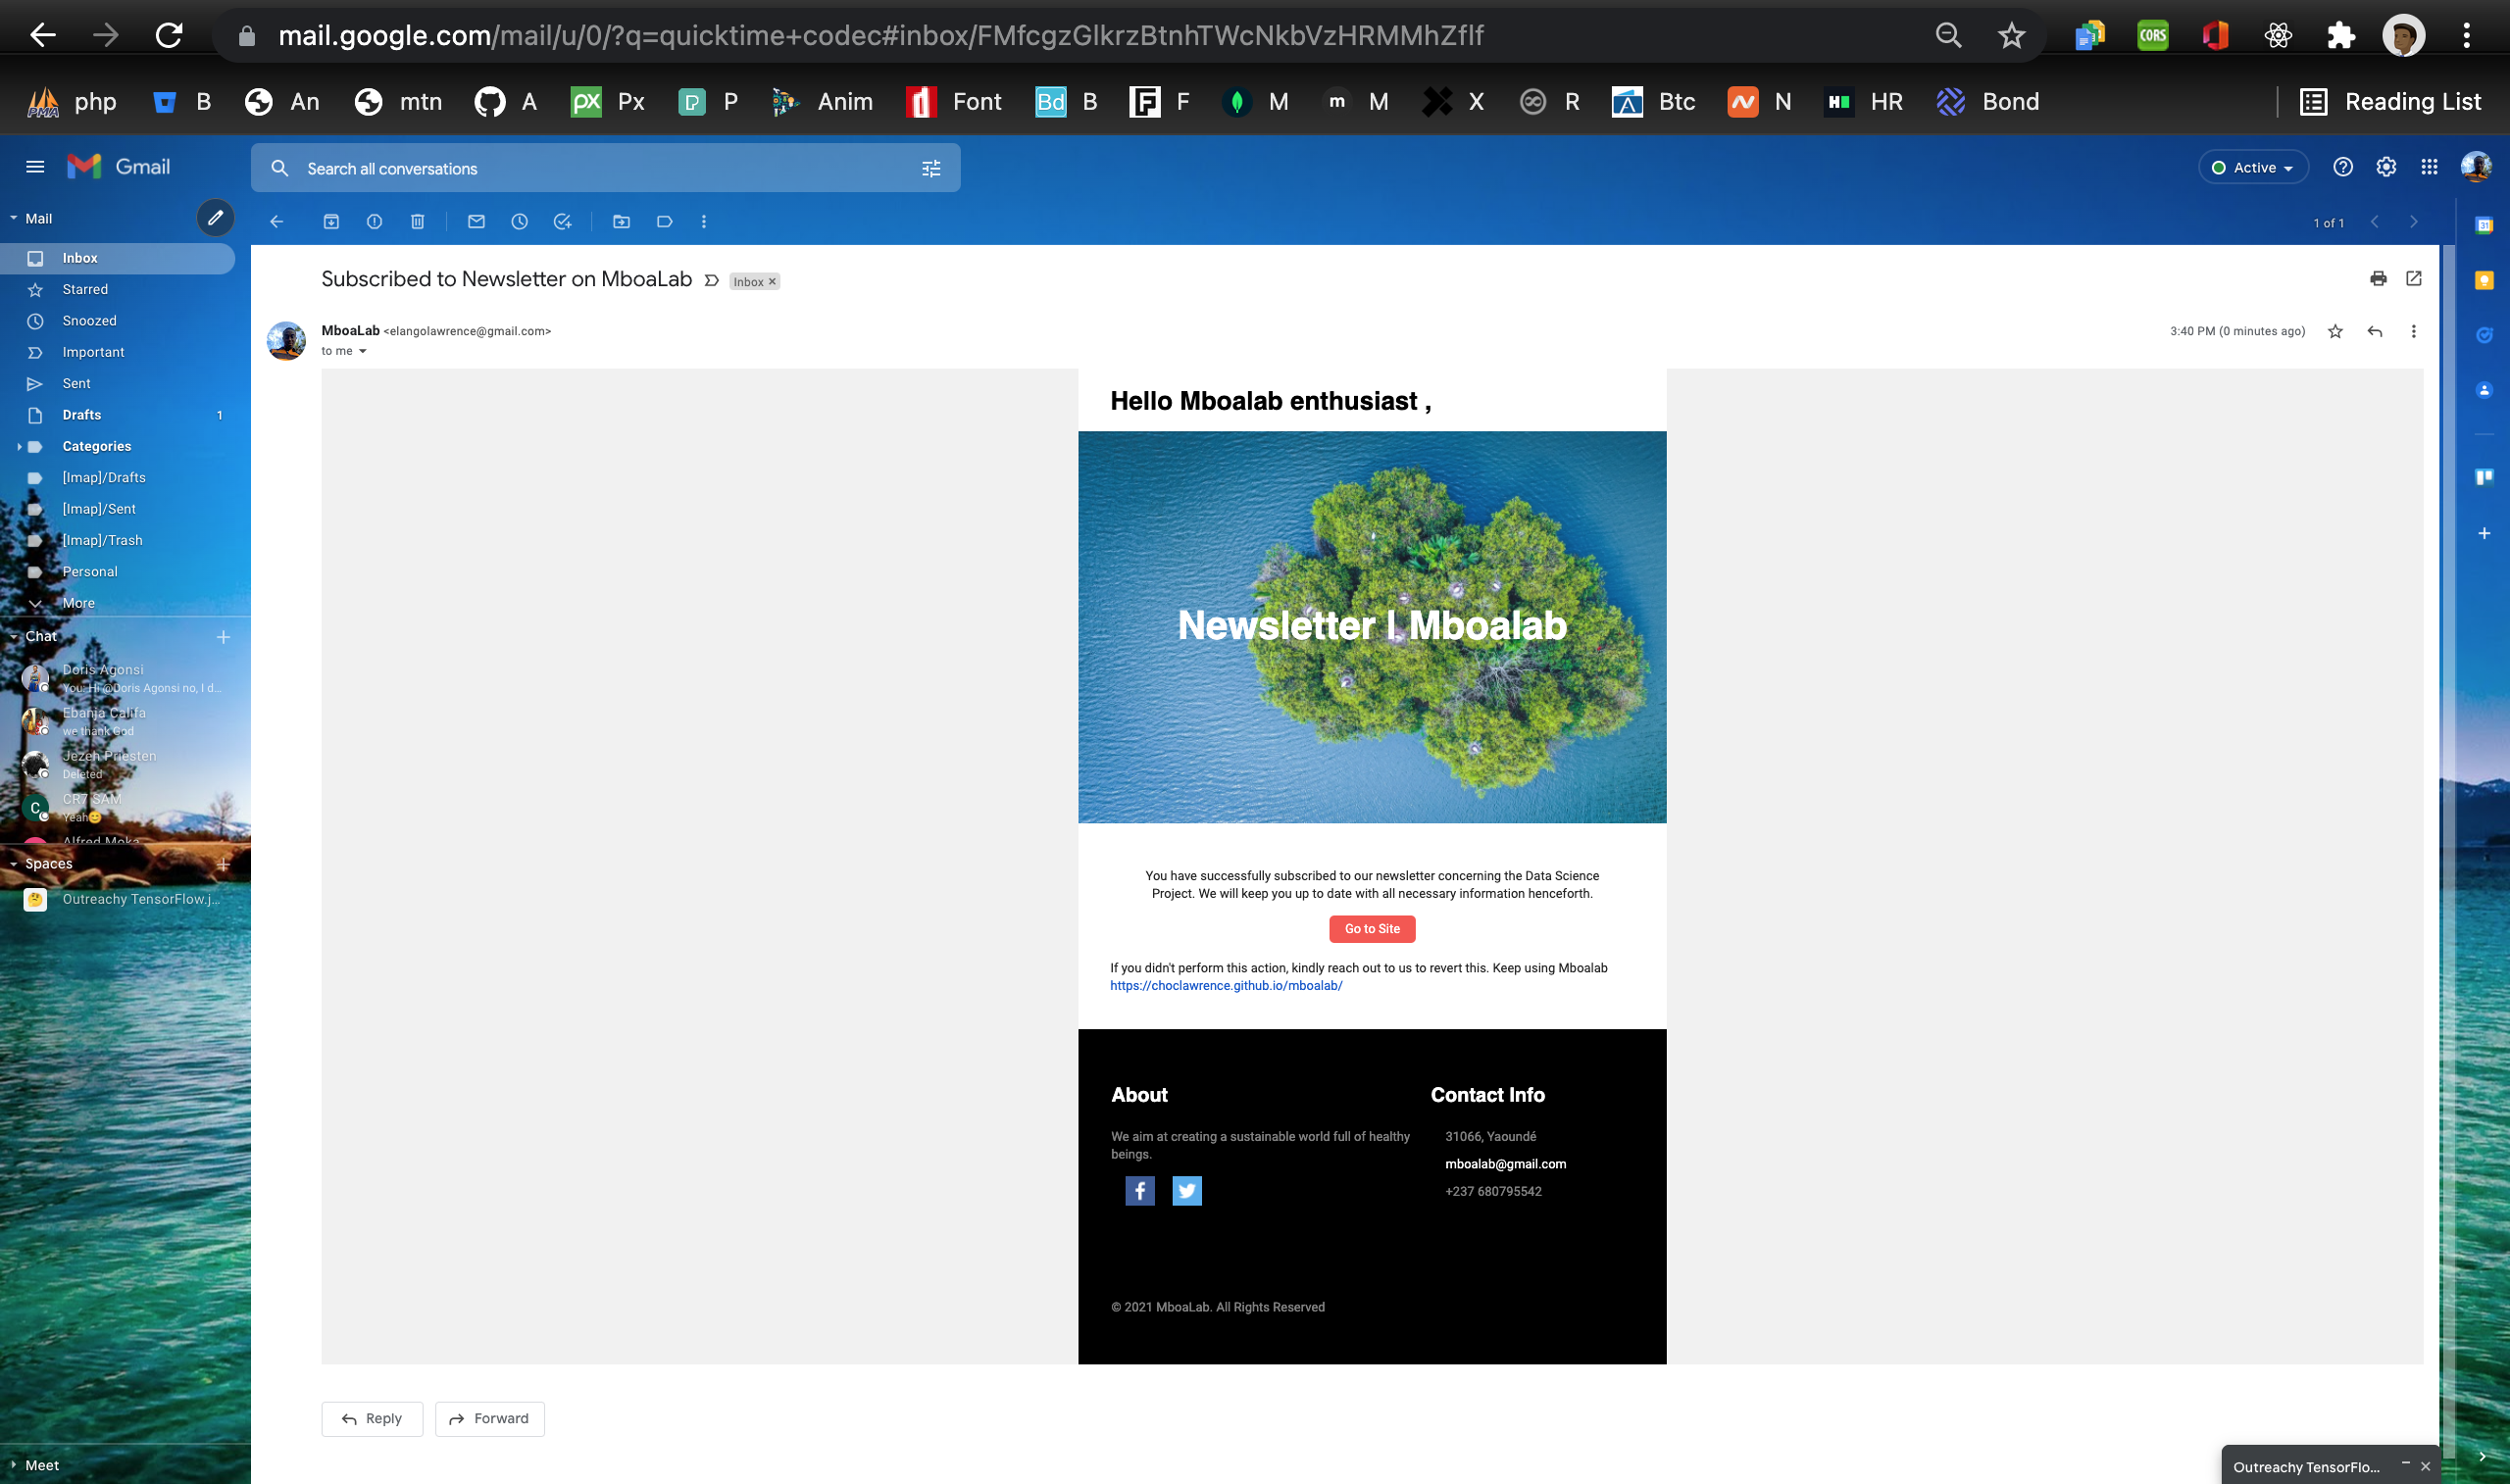 mail.google.com/mail/u/0/?q=quicktime+codec#inbox/FMfcgzGlkrzBtnhTWcNkbVzHRMMhZflf
CORS
php B An mtn A Px P Anim Font B F M M X R Btc N HR Bond Reading List
Gmail
Search all conversations
Active
Mail
1 of 1
Inbox
Starred
Snoozed
Important
Sent
Drafts 1
Categories
[Imap]/Drafts
[Imap]/Sent
[Imap]/Trash
Personal
More
Chat
Doris Agonsi
You: Hi @Doris Agonsi no, I d...
Ebanja Califa
we thank God
Jezeh Priesten
Deleted
C
CR7 SAM
Yeah😊
Alfred Moka
Spaces
Outreachy TensorFlow.j...
Meet
Subscribed to Newsletter on MboaLab Inbox ×
MboaLab <elangolawrence@gmail.com> 3:40 PM (0 minutes ago)
to me
Hello Mboalab enthusiast ,
Newsletter | Mboalab
You have successfully subscribed to our newsletter concerning the Data Science
Project. We will keep you up to date with all necessary information henceforth.
Go to Site
If you didn't perform this action, kindly reach out to us to revert this. Keep using Mboalab
https://choclawrence.github.io/mboalab/
About Contact Info
We aim at creating a sustainable world full of healthy
beings.
31066, Yaoundé
mboalab@gmail.com
+237 680795542
© 2021 MboaLab. All Rights Reserved
Reply Forward
Outreachy TensorFlo...